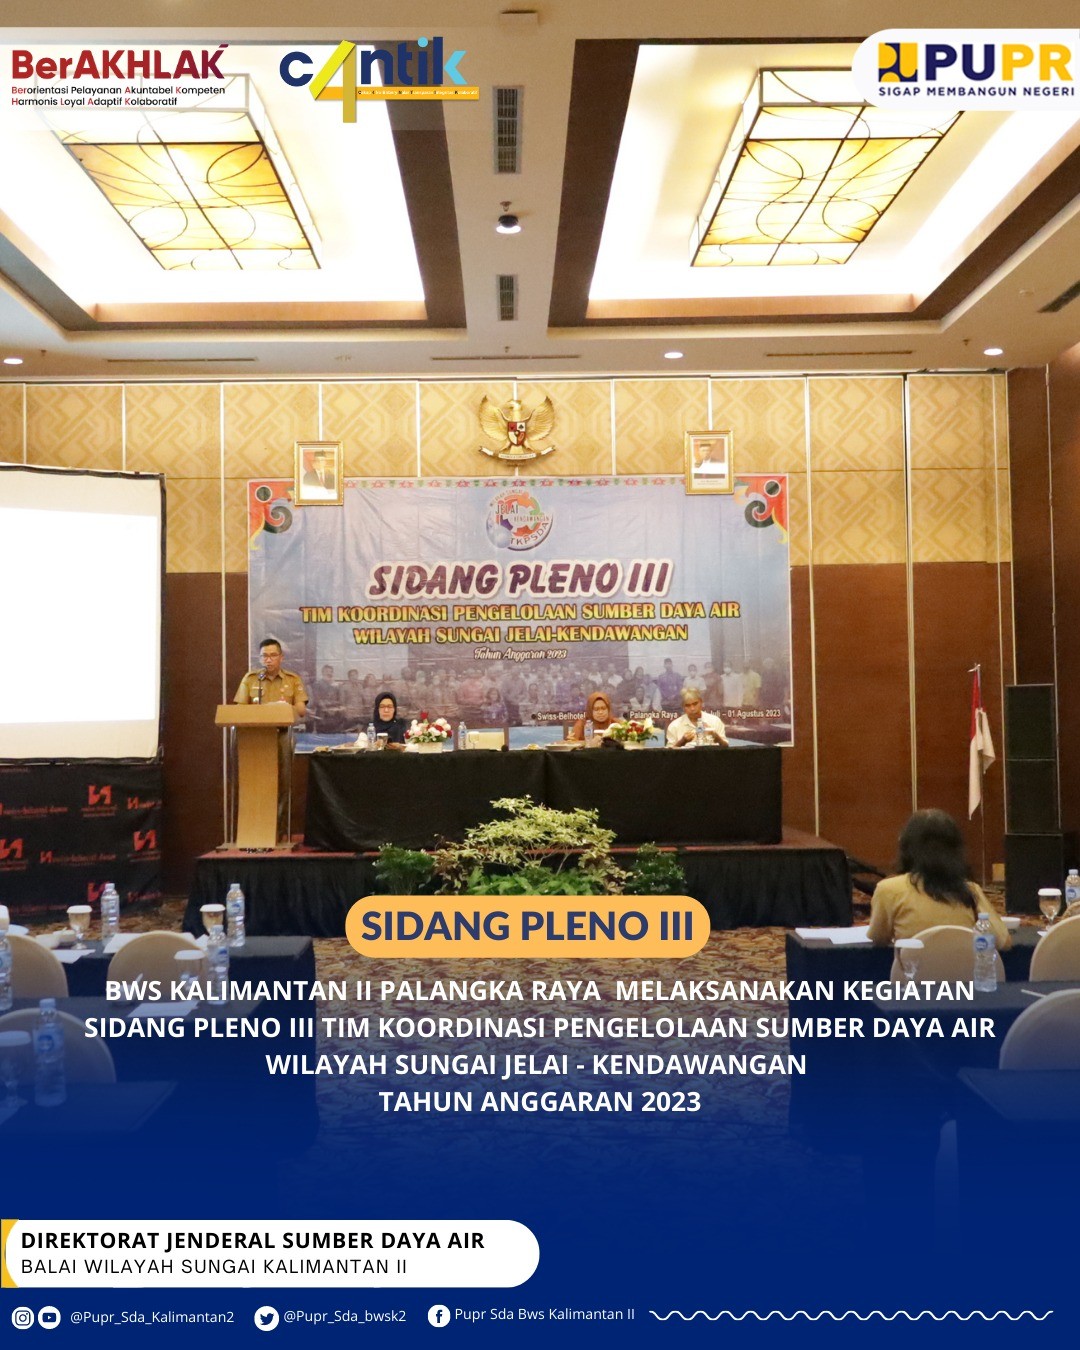 BerAKHLAK
Berorientasi Pelayanan Akuntabel Kompeten
Harmonis Loyal Adaptif Kolaboratif
c4ntik
PUPR
SIGAP MEMBANGUN NEGERI
JELAI
KENDAWANGAN
TKPSDA
SIDANG PLENO III
TIM KOORDINASI PENGELOLAAN SUMBER DAYA AIR
WILAYAH SUNGAI JELAI-KENDAWANGAN
Tahun Anggaran 2023
Swiss-Belhotel Palangka Raya Juli - 01 Agustus 2023
SIDANG PLENO III
BWS KALIMANTAN II PALANGKA RAYA MELAKSANAKAN KEGIATAN
SIDANG PLENO III TIM KOORDINASI PENGELOLAAN SUMBER DAYA AIR
WILAYAH SUNGAI JELAI - KENDAWANGAN
TAHUN ANGGARAN 2023
DIREKTORAT JENDERAL SUMBER DAYA AIR
BALAI WILAYAH SUNGAI KALIMANTAN II
@Pupr_Sda_Kalimantan2 @Pupr_Sda_bwsk2 Pupr Sda Bws Kalimantan II